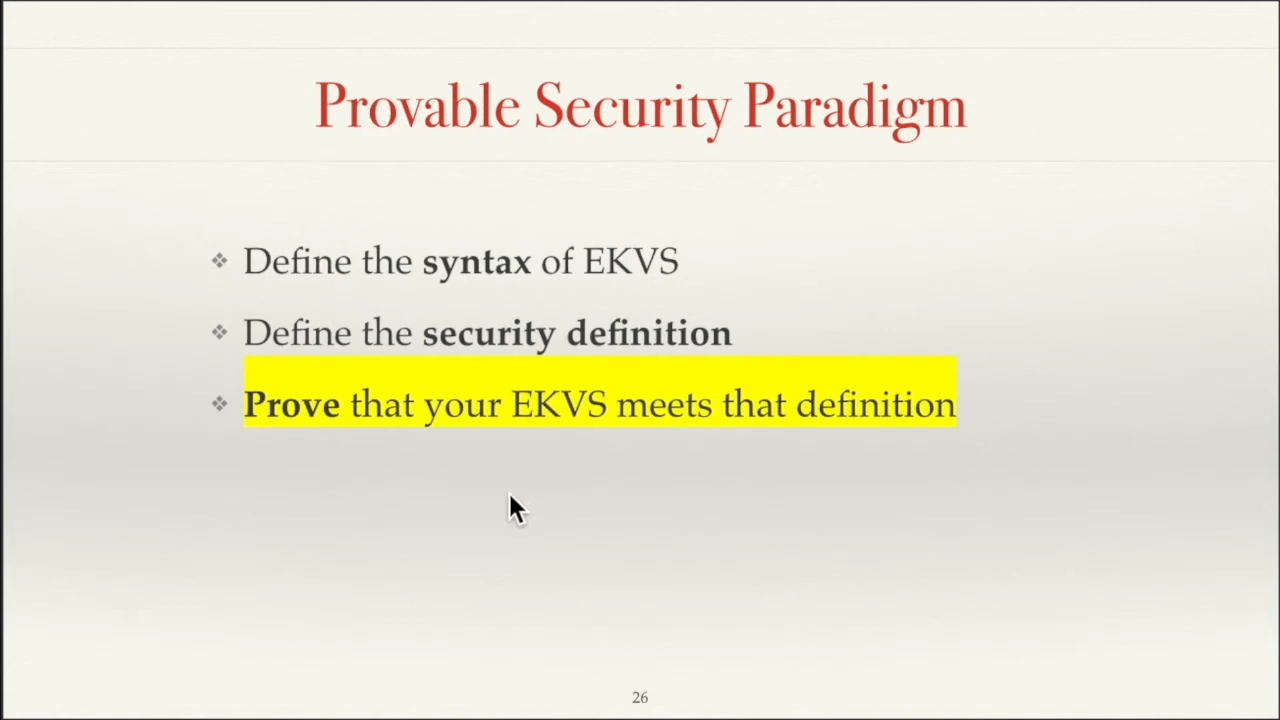 Provable Security Paradigm
❖ Define the syntax of EKVS
❖ Define the security definition
❖ Prove that your EKVS meets that definition
26